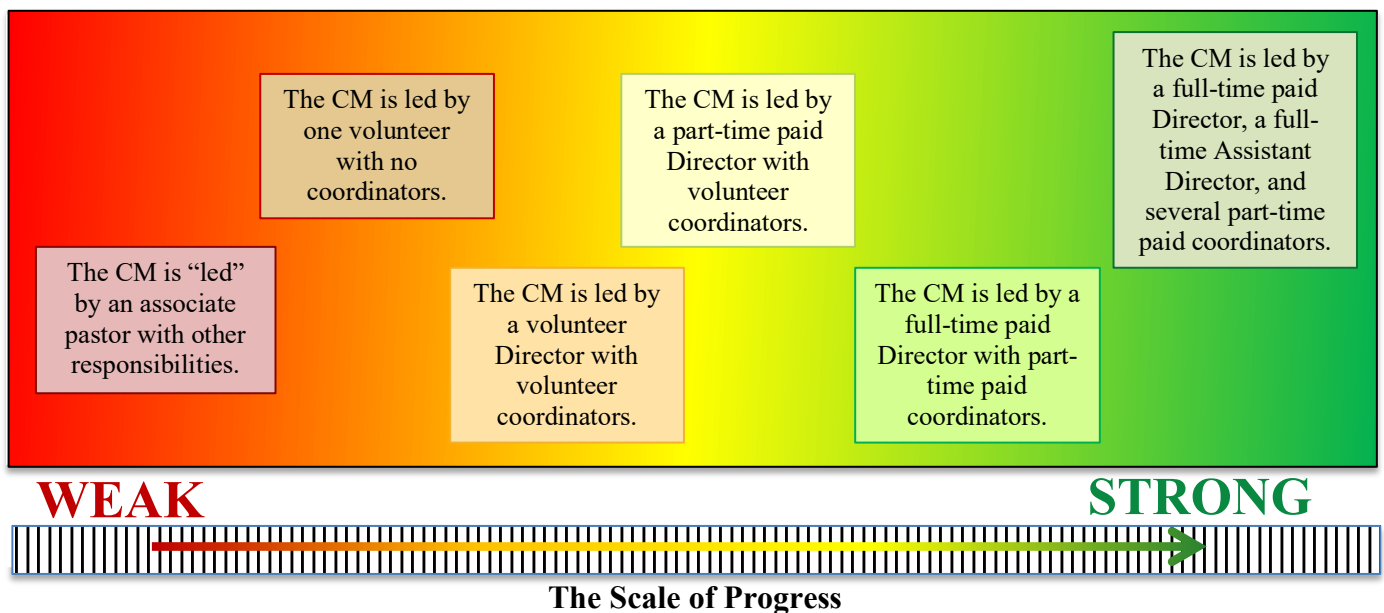 The CM is “led”
by an associate
pastor with other
responsibilities.
The CM is led by
one volunteer
with no
coordinators.
The CM is led by
a volunteer
Director with
volunteer
coordinators.
The CM is led by
a part-time paid
Director with
volunteer
coordinators.
The CM is led by a
full-time paid
Director with part-
time paid
coordinators.
The CM is led by
a full-time paid
Director, a full-
time Assistant
Director, and
several part-time
paid coordinators.
WEAK
STRONG
The Scale of Progress